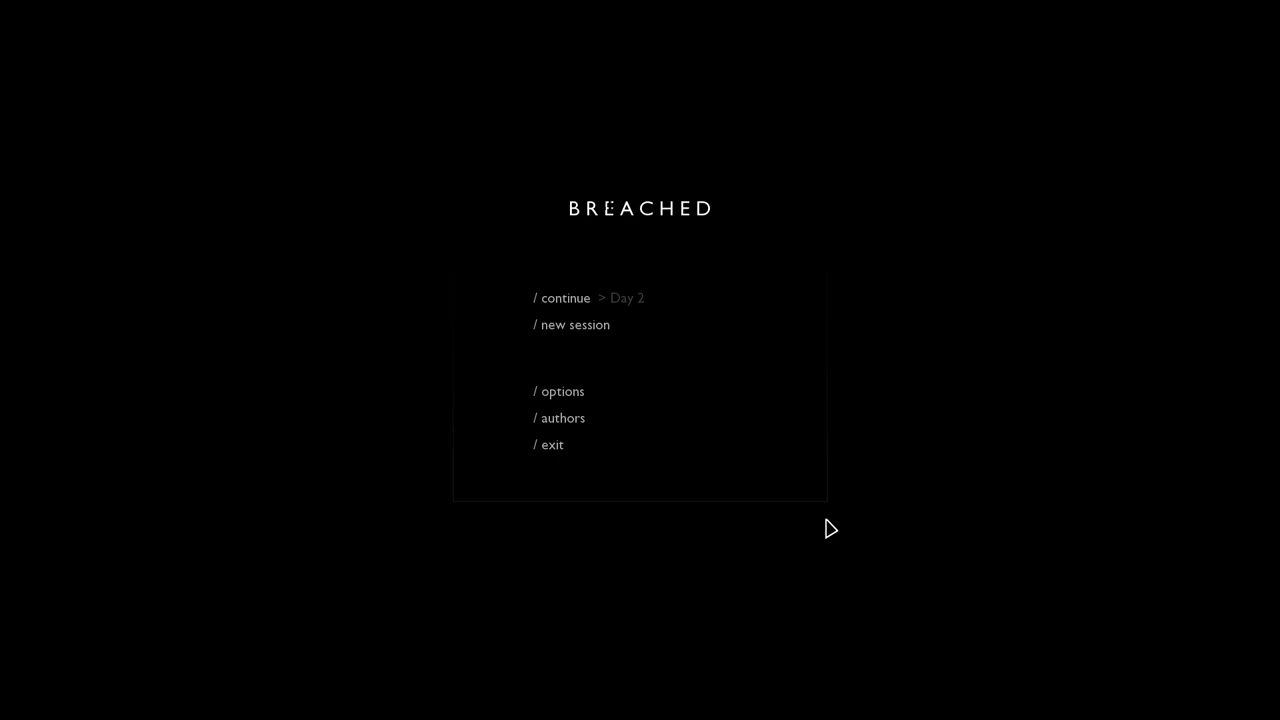 BREACHED
/ continue > Day 2
/ new session
/ options
/ authors
/ exit